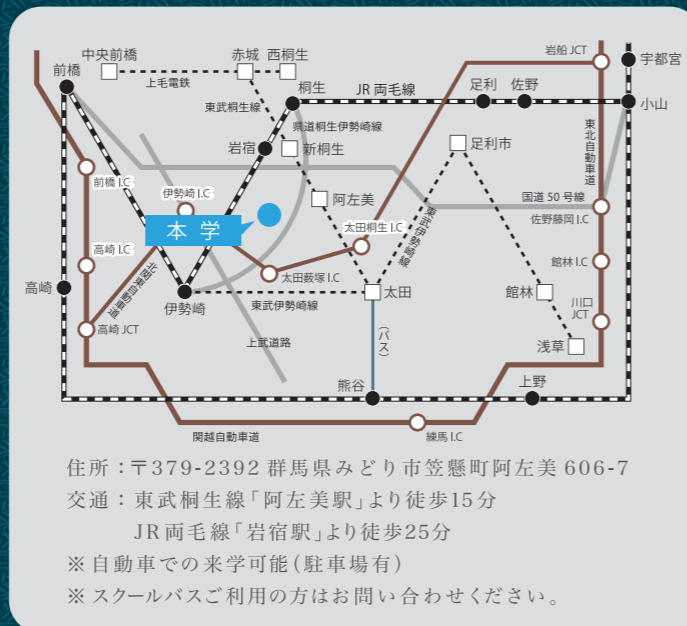 岩船 JCT
宇都宮
中央前橋
赤城
西桐生
前橋
上毛電鉄
桐生
JR 両毛線
足利
佐野
小山
東武桐生線
県道桐生伊勢崎線
岩宿
新桐生
足利市
東北自動車道
前橋 I.C
伊勢崎 I.C
阿左美
国道 50 号線
佐野藤岡 I.C
本学
太田桐生 I.C
東武伊勢崎線
高崎 I.C
北関東自動車道
太田薮塚 I.C
館林 I.C
高崎
伊勢崎
東武伊勢崎線
太田
館林
川口 JCT
高崎 JCT
上武道路
(バス)
浅草
熊谷
上野
関越自動車道
練馬 I.C
住所：〒379-2392 群馬県みどり市笠懸町阿左美 606-7
交通：東武桐生線「阿左美駅」より徒歩15分
JR両毛線「岩宿駅」より徒歩25分
※自動車での来学可能(駐車場有)
※スクールバスご利用の方はお問い合わせください。